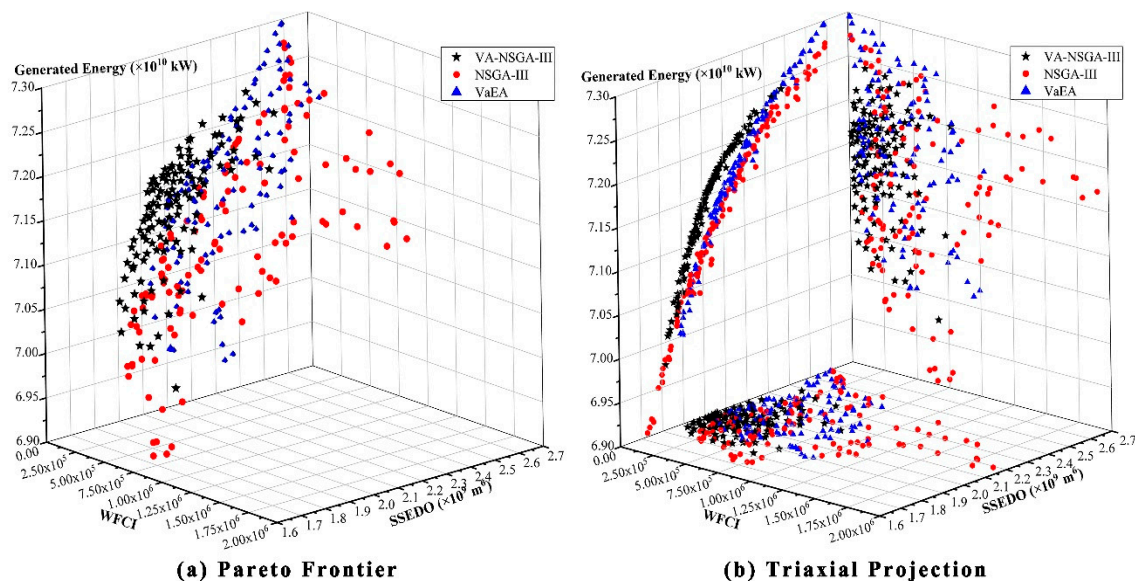 Generated Energy (×10¹⁰ kW)
7.30
7.25
7.20
7.15
7.10
7.05
7.00
6.95
6.90
0.00
2.50x10⁵
5.00x10⁵
7.50x10⁵
1.00x10⁶
1.25x10⁶
1.50x10⁶
1.75x10⁶
2.00x10⁶
WFCI
1.6
1.7
1.8
1.9
2.0
2.1
2.2
2.3
2.4
2.5
2.6
2.7
SSEDO (×10⁹ m⁶)
VA-NSGA-III
NSGA-III
VaEA
(a) Pareto Frontier
Generated Energy (×10¹⁰ kW)
7.30
7.25
7.20
7.15
7.10
7.05
7.00
6.95
6.90
0.00
2.50x10⁵
5.00x10⁵
7.50x10⁵
1.00x10⁶
1.25x10⁶
1.50x10⁶
1.75x10⁶
2.00x10⁶
WFCI
1.6
1.7
1.8
1.9
2.0
2.1
2.2
2.3
2.4
2.5
2.6
2.7
SSEDO (×10⁹ m⁶)
VA-NSGA-III
NSGA-III
VaEA
(b) Triaxial Projection